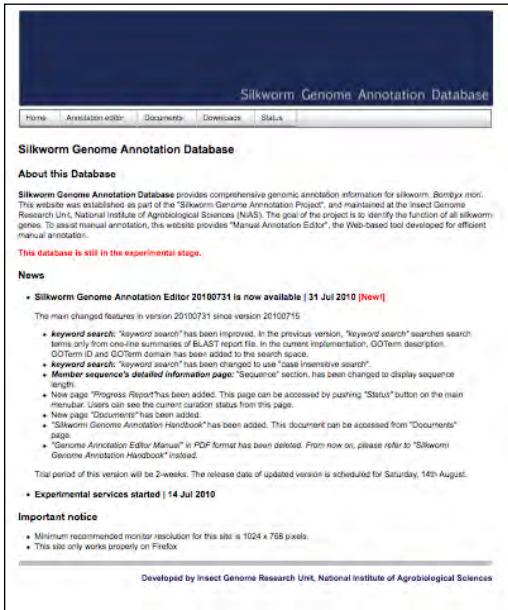 Silkworm Genome Annotation Database
Home Annotation editor Documents Downloads Status
Silkworm Genome Annotation Database
About this Database
Silkworm Genome Annotation Database provides comprehensive genomic annotation information for silkworm, Bombyx mori.
This website was established as part of the "Silkworm Genome Annotation Project", and maintained at the Insect Genome
Research Unit, National Institute of Agrobiological Sciences (NIAS). The goal of the project is to identify the function of all silkworm
genes. To assist manual annotation, this website provides "Manual Annotation Editor", the Web-based tool developed for efficient
manual annotation.
This database is still in the experimental stage.
News
• Silkworm Genome Annotation Editor 20100731 is now available | 31 Jul 2010 [New!]
The main changed features in version 20100731 since version 20100715
• keyword search: "keyword search" has been improved. In the previous version, "keyword search" searches search
terms only from one-line summaries of BLAST report file. In the current implementation, GOTerm description,
GOTerm ID and GOTerm domain has been added to the search space.
• keyword search: "keyword search" has been changed to use "case insensitive search".
• Member sequence's detailed information page: "Sequence" section, has been changed to display sequence
length.
• New page "Progress Report" has been added. This page can be accessed by pushing "Status" button on the main
menubar. Users can see the current curation status from this page.
• New page "Documents" has been added.
• "Silkworm Genome Annotation Handbook" has been added. This document can be accessed from "Documents"
page.
• "Genome Annotation Editor Manual" in PDF format has been deleted. From now on, please refer to "Silkworm
Genome Annotation Handbook" instead.
Trial period of this version will be 2-weeks. The release date of updated version is scheduled for Saturday, 14th August.
• Experimental services started | 14 Jul 2010
Important notice
• Minimum recommended monitor resolution for this site is 1024 x 768 pixels.
• This site only works properly on Firefox
Developed by Insect Genome Research Unit, National Institute of Agrobiological Sciences